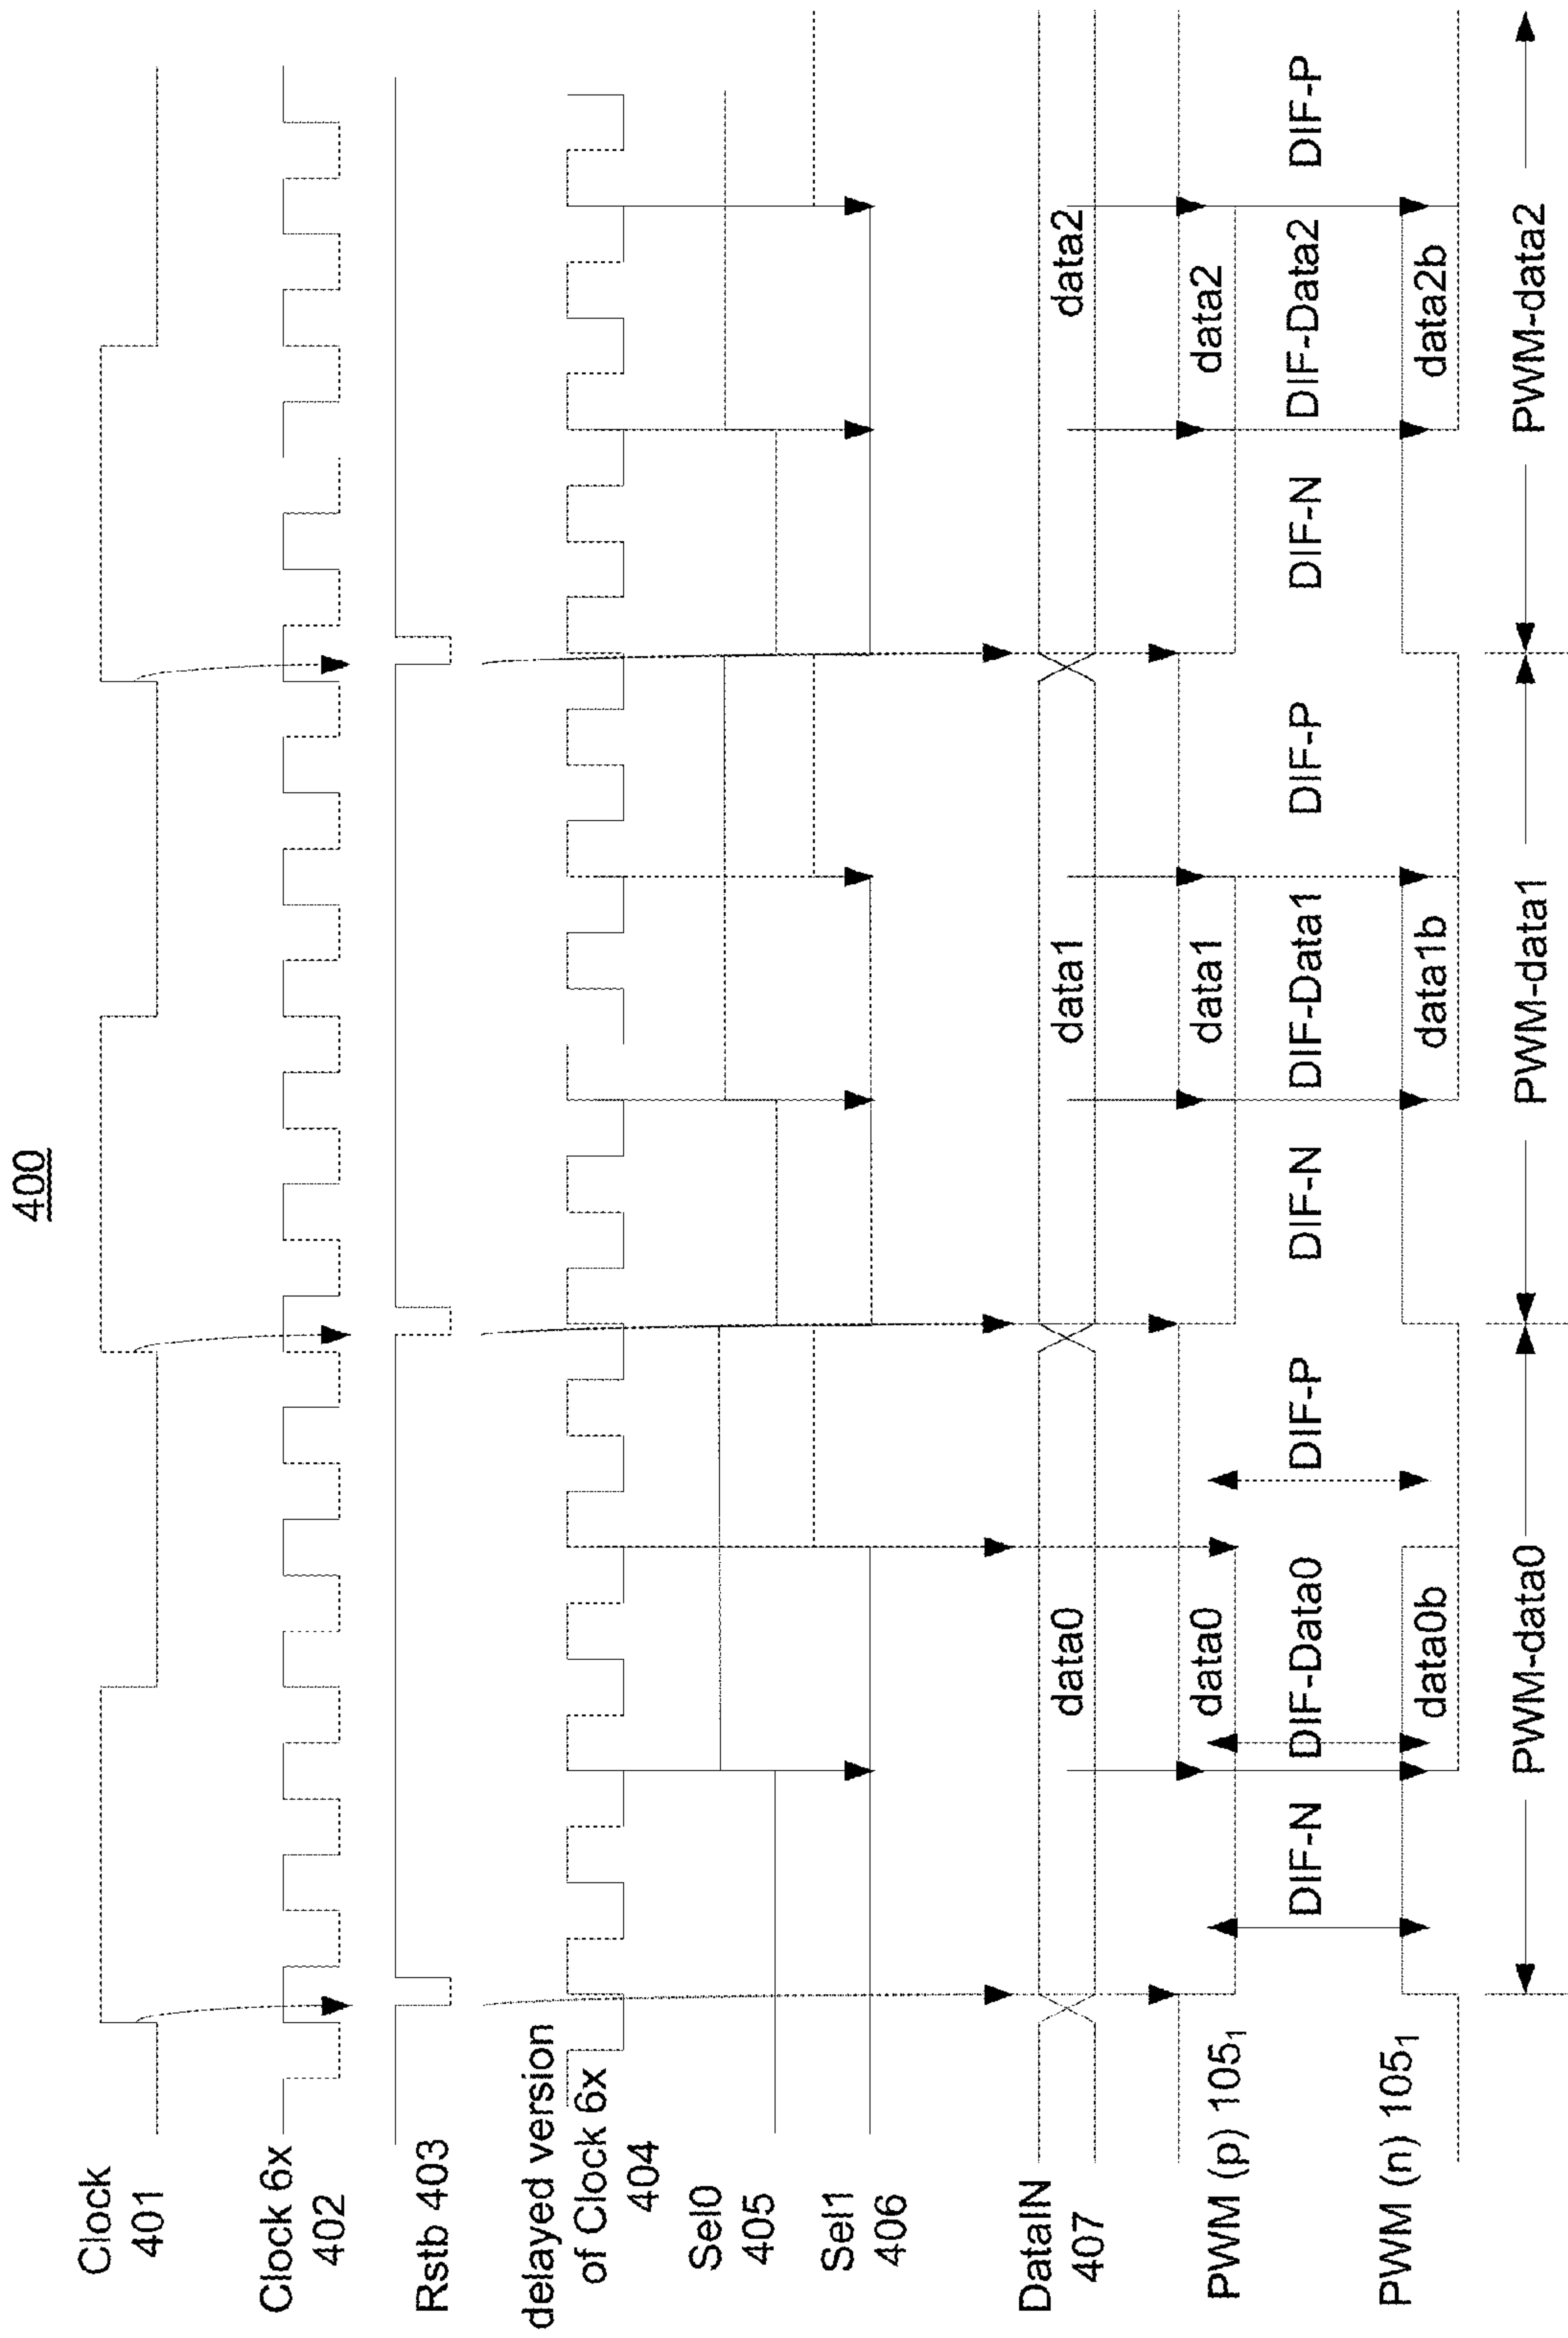 400
Clock
401
Clock 6x
402
Rstb 403
delayed version
of Clock 6x
404
Sel0
405
Sel1
406
DataIN
407
data0
data1
data2
PWM (p) 105₁
data0
data1
data2
DIF-N
DIF-Data0
DIF-P
DIF-N
DIF-Data1
DIF-P
DIF-N
DIF-Data2
DIF-P
PWM (n) 105₁
data0b
data1b
data2b
PWM-data0
PWM-data1
PWM-data2